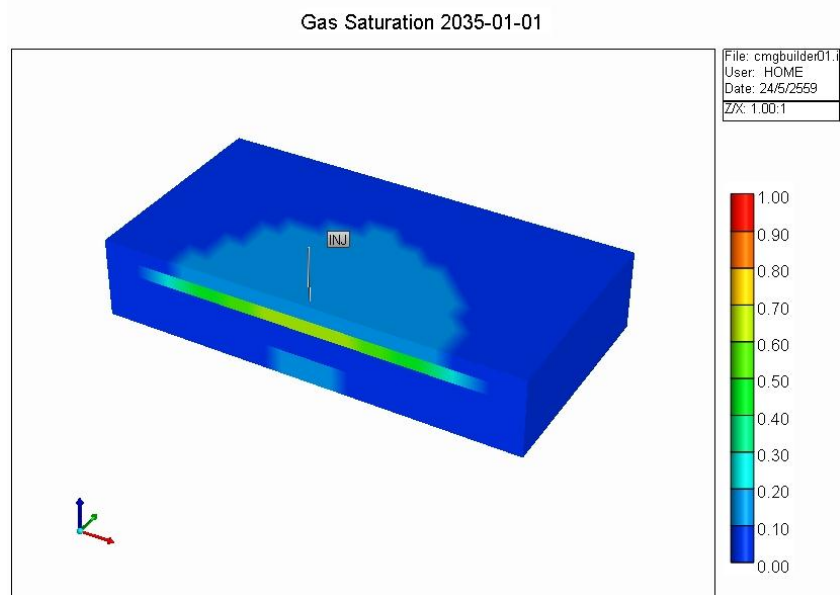 Gas Saturation 2035-01-01
File: cmgbuilder01.i
User: HOME
Date: 24/5/2559
Z/X: 1.00:1
INJ
1.00
0.90
0.80
0.70
0.60
0.50
0.40
0.30
0.20
0.10
0.00